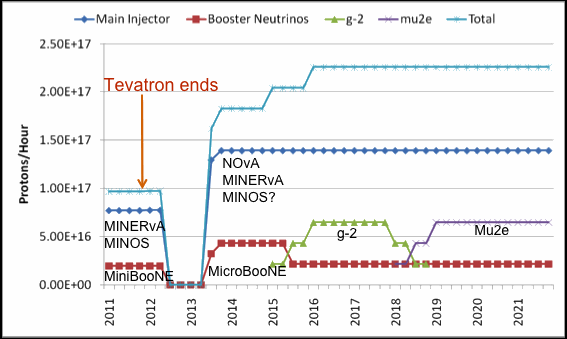 Main Injector Booster Neutrinos g-2 mu2e Total
Protons/Hour
2.50E+17
2.00E+17
1.50E+17
1.00E+17
5.00E+16
0.00E+00
Tevatron ends
NOvA
MINERvA
MINOS?
MINERvA
MINOS
g-2
Mu2e
MiniBooNE
MicroBooNE
2011 2012 2013 2014 2015 2016 2017 2018 2019 2020 2021